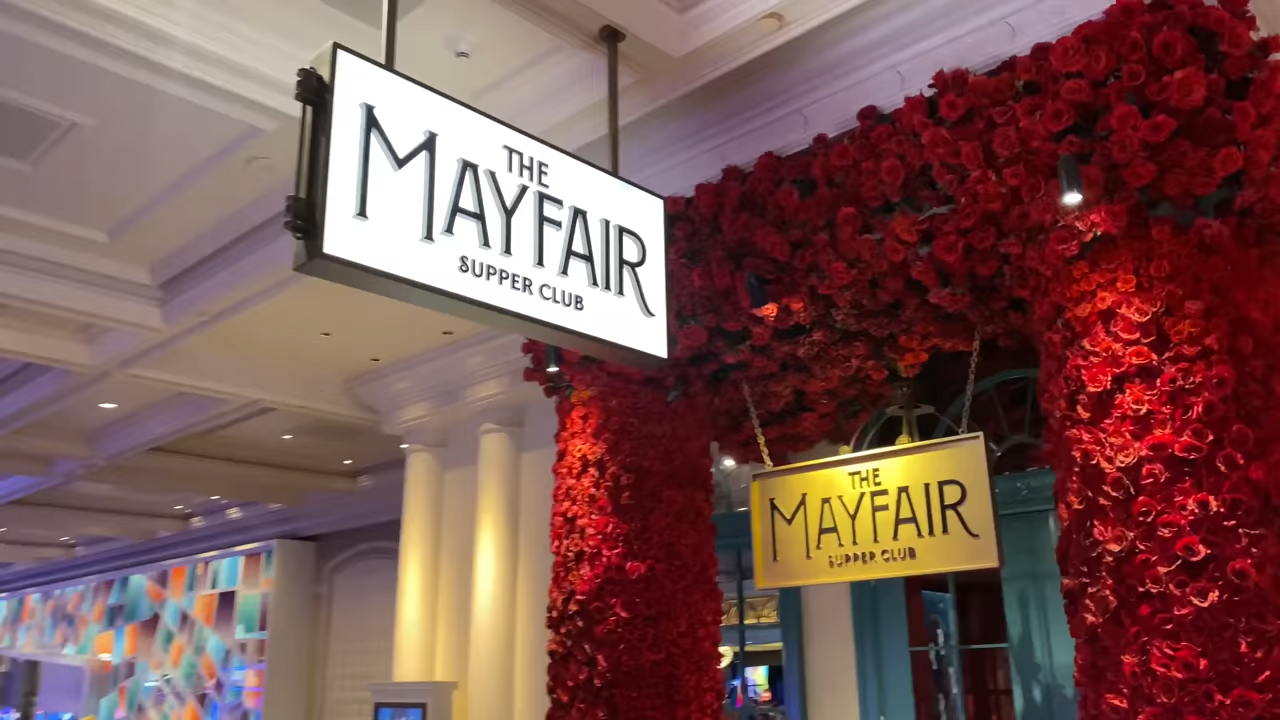 THE
MAYFAIR
SUPPER CLUB
THE
MAYFAIR
SUPPER CLUB